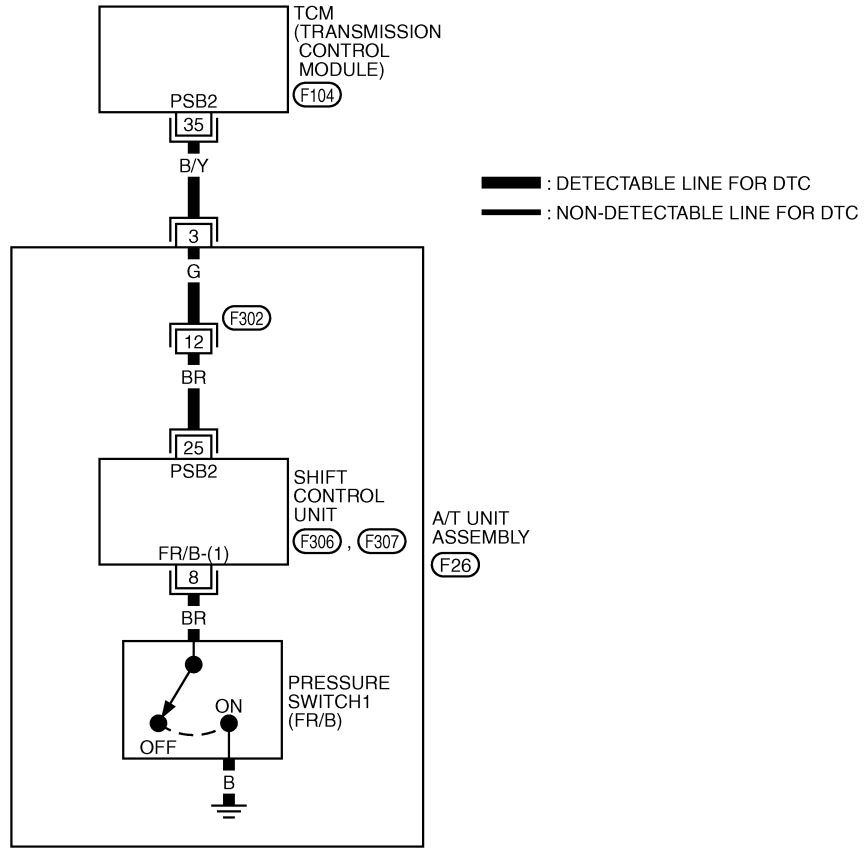 TCM
(TRANSMISSION
CONTROL
MODULE)
F104
PSB2
35
B/Y
: DETECTABLE LINE FOR DTC
: NON-DETECTABLE LINE FOR DTC
3
G
F302
12
BR
25
PSB2
SHIFT
CONTROL
UNIT
F306 , F307
FR/B-(1)
8
A/T UNIT
ASSEMBLY
F26
BR
PRESSURE
SWITCH1
(FR/B)
ON
OFF
B